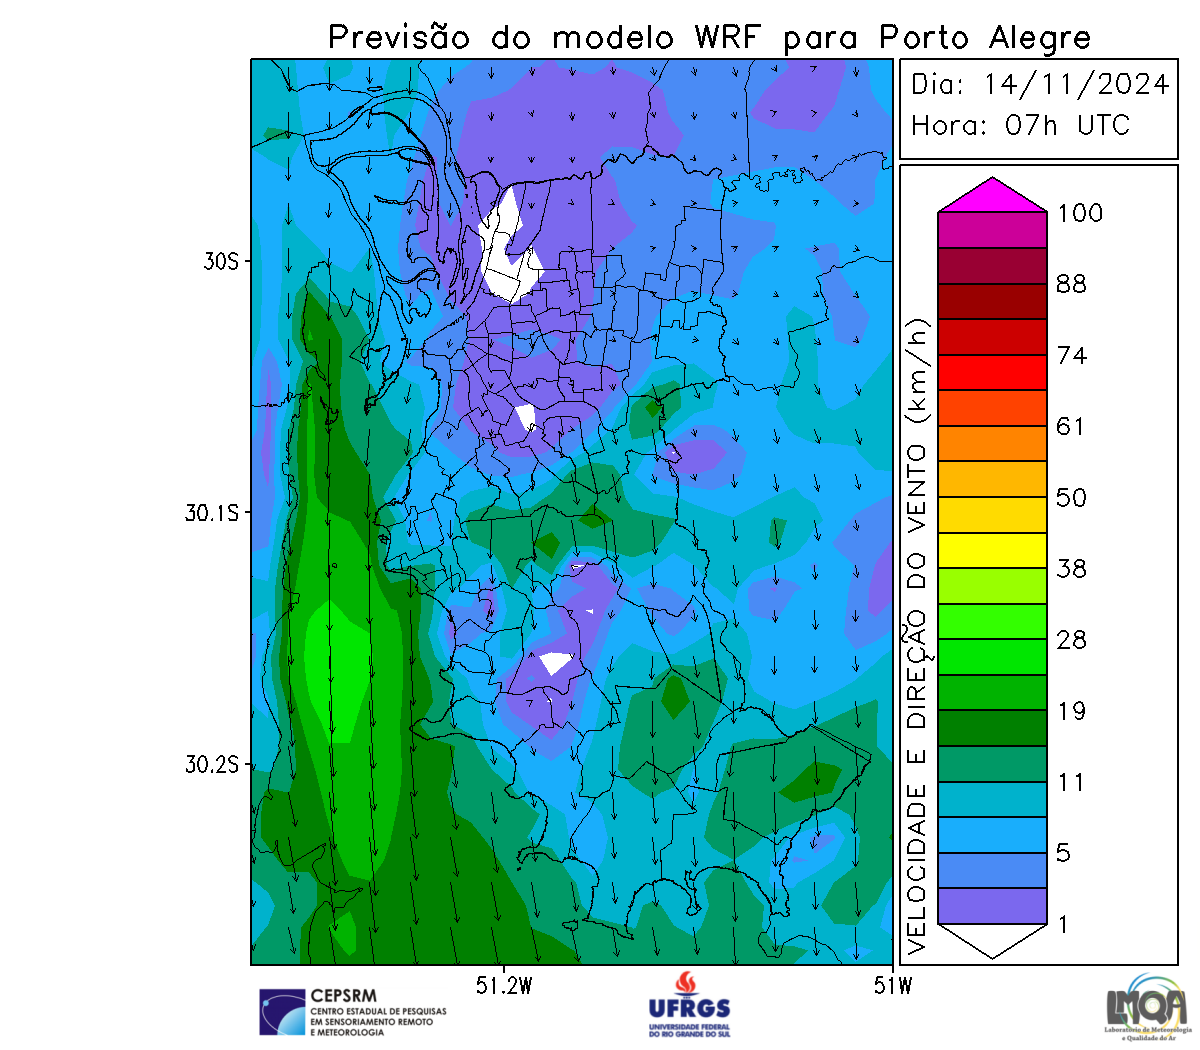 Previsão do modelo WRF para Porto Alegre
Dia: 14/11/2024
Hora: 07h UTC
30S
30.1S
30.2S
51.2W
51W
VELOCIDADE E DIREÇÃO DO VENTO (km/h)
100
88
74
61
50
38
28
19
11
5
1
CEPSRM
CENTRO ESTADUAL DE PESQUISAS
EM SENSORIAMENTO REMOTO
E METEOROLOGIA
UFRGS
UNIVERSIDADE FEDERAL
DO RIO GRANDE DO SUL
LMQA
Laboratório de Meteorologia
e Qualidade do Ar